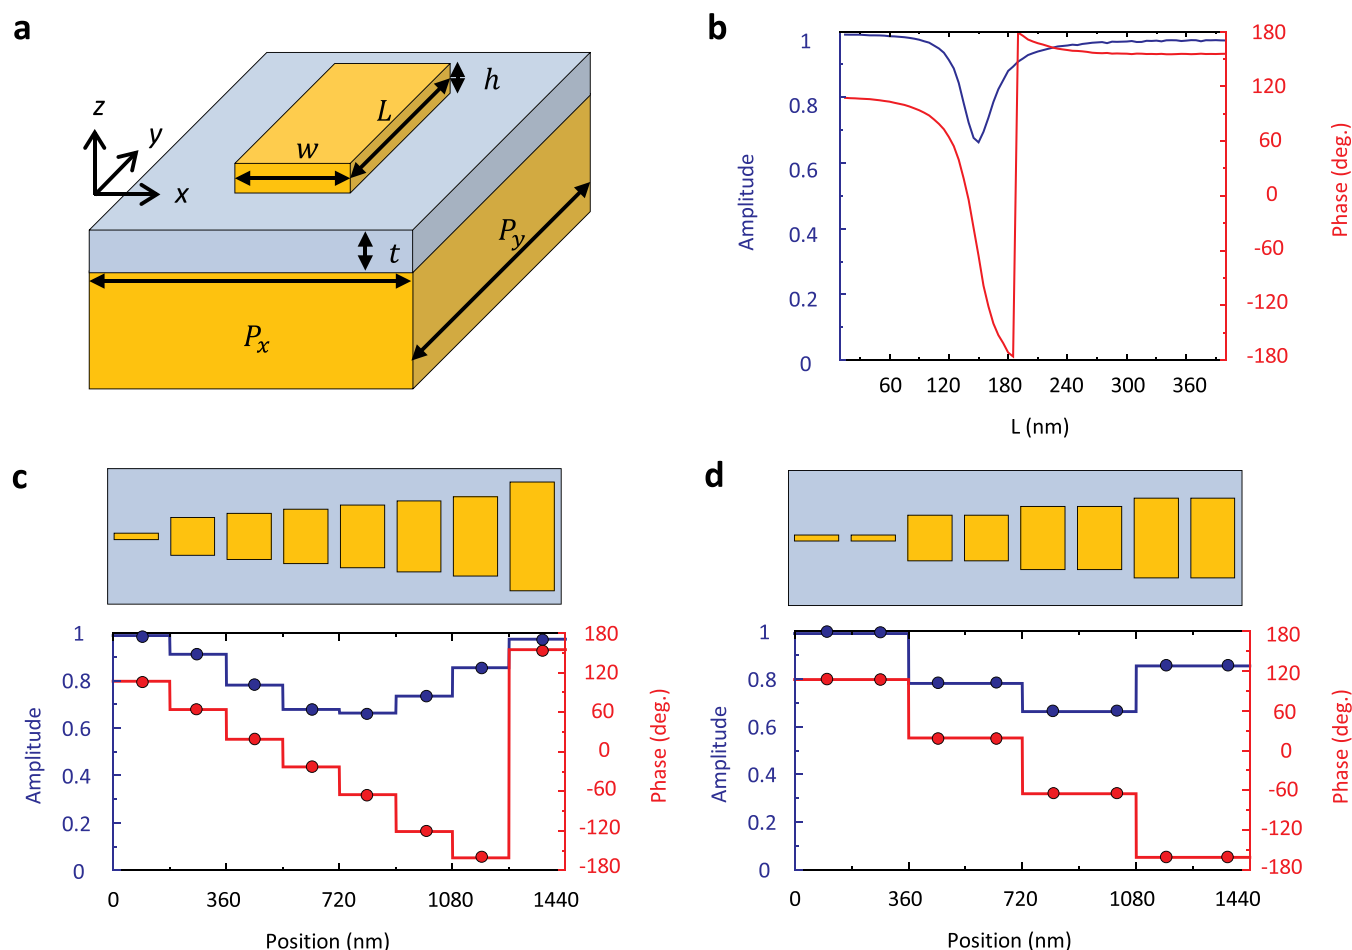 a
z
y
x
w
L
h
t
P_y
P_x
b
1
0.8
0.6
0.4
0.2
0
Amplitude
180
120
60
0
-60
-120
-180
Phase (deg.)
60 120 180 240 300 360
L (nm)
c
1
0.8
0.6
0.4
0.2
0
Amplitude
180
120
60
0
-60
-120
-180
Phase (deg.)
0 360 720 1080 1440
Position (nm)
d
1
0.8
0.6
0.4
0.2
0
Amplitude
180
120
60
0
-60
-120
-180
Phase (deg.)
0 360 720 1080 1440
Position (nm)